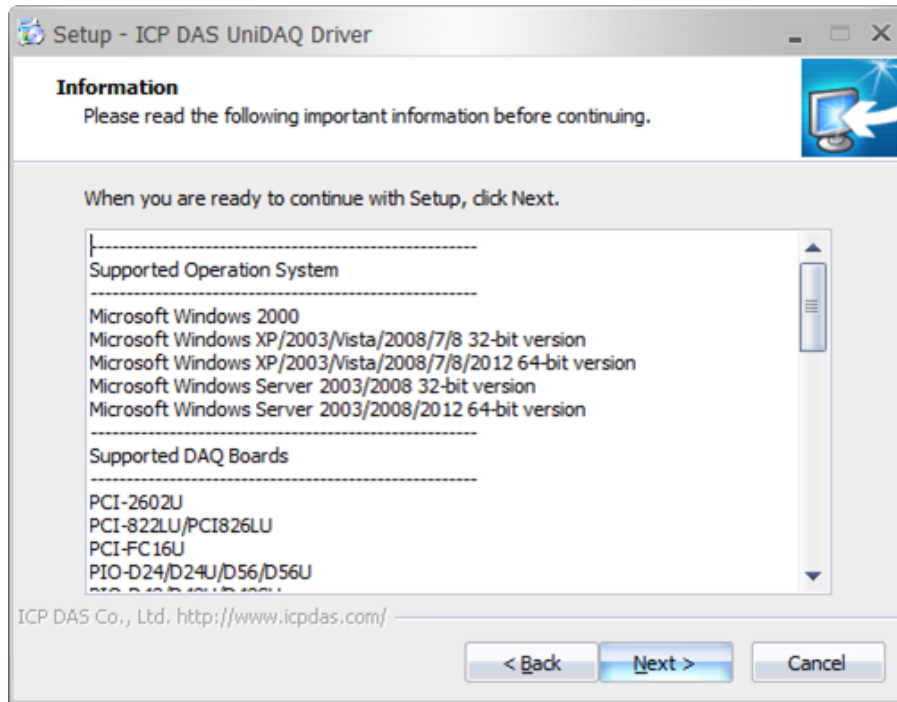 Setup - ICP DAS UniDAQ Driver
Information
Please read the following important information before continuing.
When you are ready to continue with Setup, click Next.
-------------------------------------------------------
Supported Operation System
-------------------------------------------------------
Microsoft Windows 2000
Microsoft Windows XP/2003/Vista/2008/7/8 32-bit version
Microsoft Windows XP/2003/Vista/2008/7/8/2012 64-bit version
Microsoft Windows Server 2003/2008 32-bit version
Microsoft Windows Server 2003/2008/2012 64-bit version
-------------------------------------------------------
Supported DAQ Boards
-------------------------------------------------------
PCI-2602U
PCI-822LU/PCI826LU
PCI-FC16U
PIO-D24/D24U/D56/D56U
ICP DAS Co., Ltd. http://www.icpdas.com/
< Back
Next >
Cancel